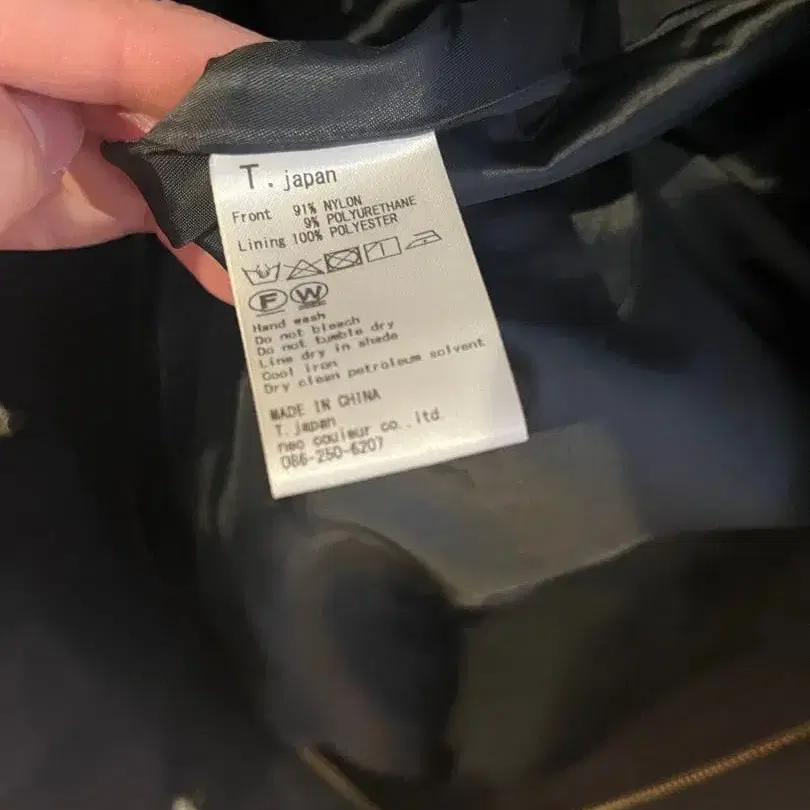 T.japan
Front 91% NYLON
9% POLYURETHANE
Lining 100% POLYESTER
F W
Hand wash
Do not bleach
Do not tumble dry
Line dry in shade
Cool iron
Dry clean petroleum solvent
MADE IN CHINA
T.japan
neo couleur co.,ltd.
086-250-6207